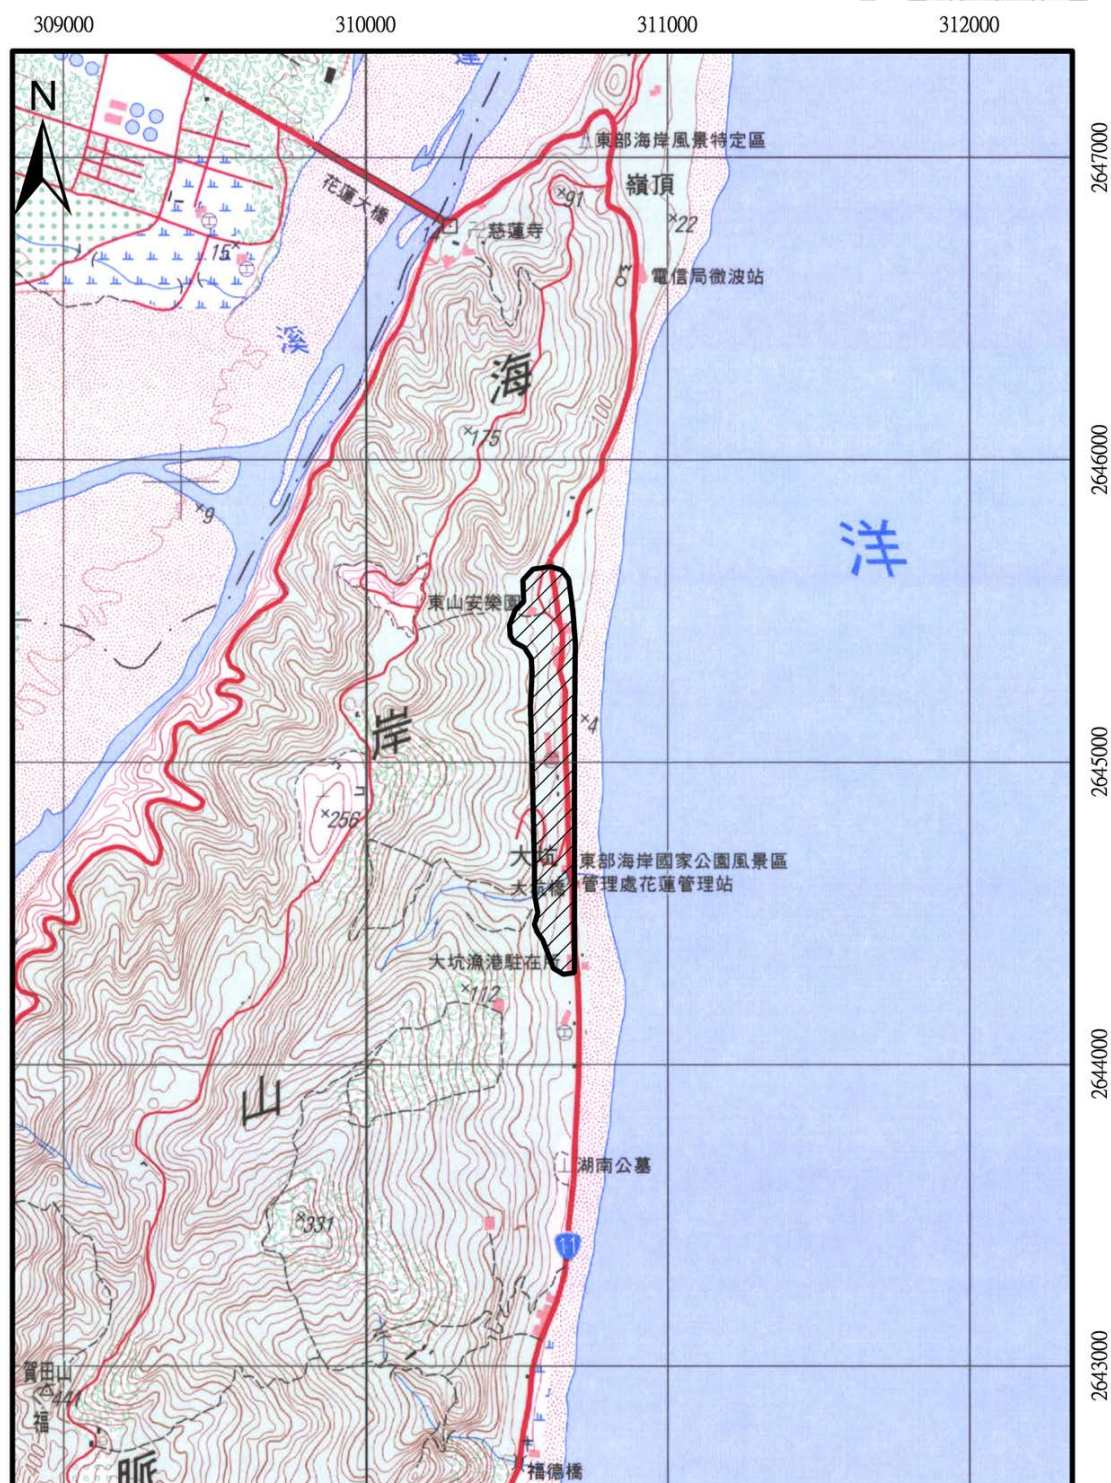 309000 310000 311000 312000
N
東部海岸風景特定區
2647000
花蓮大橋
嶺頂
91
22
慈蓮寺
15
電信局微波站
溪
海
175
2646000
9
洋
東山安樂園
岸
4
2645000
256
大坑
東部海岸國家公園風景區
管理處花蓮管理站
大坑橋
大坑漁港駐在所
112
2644000
山
湖南公墓
331
11
2643000
賀田山
441
福
福德橋
脈
100
400